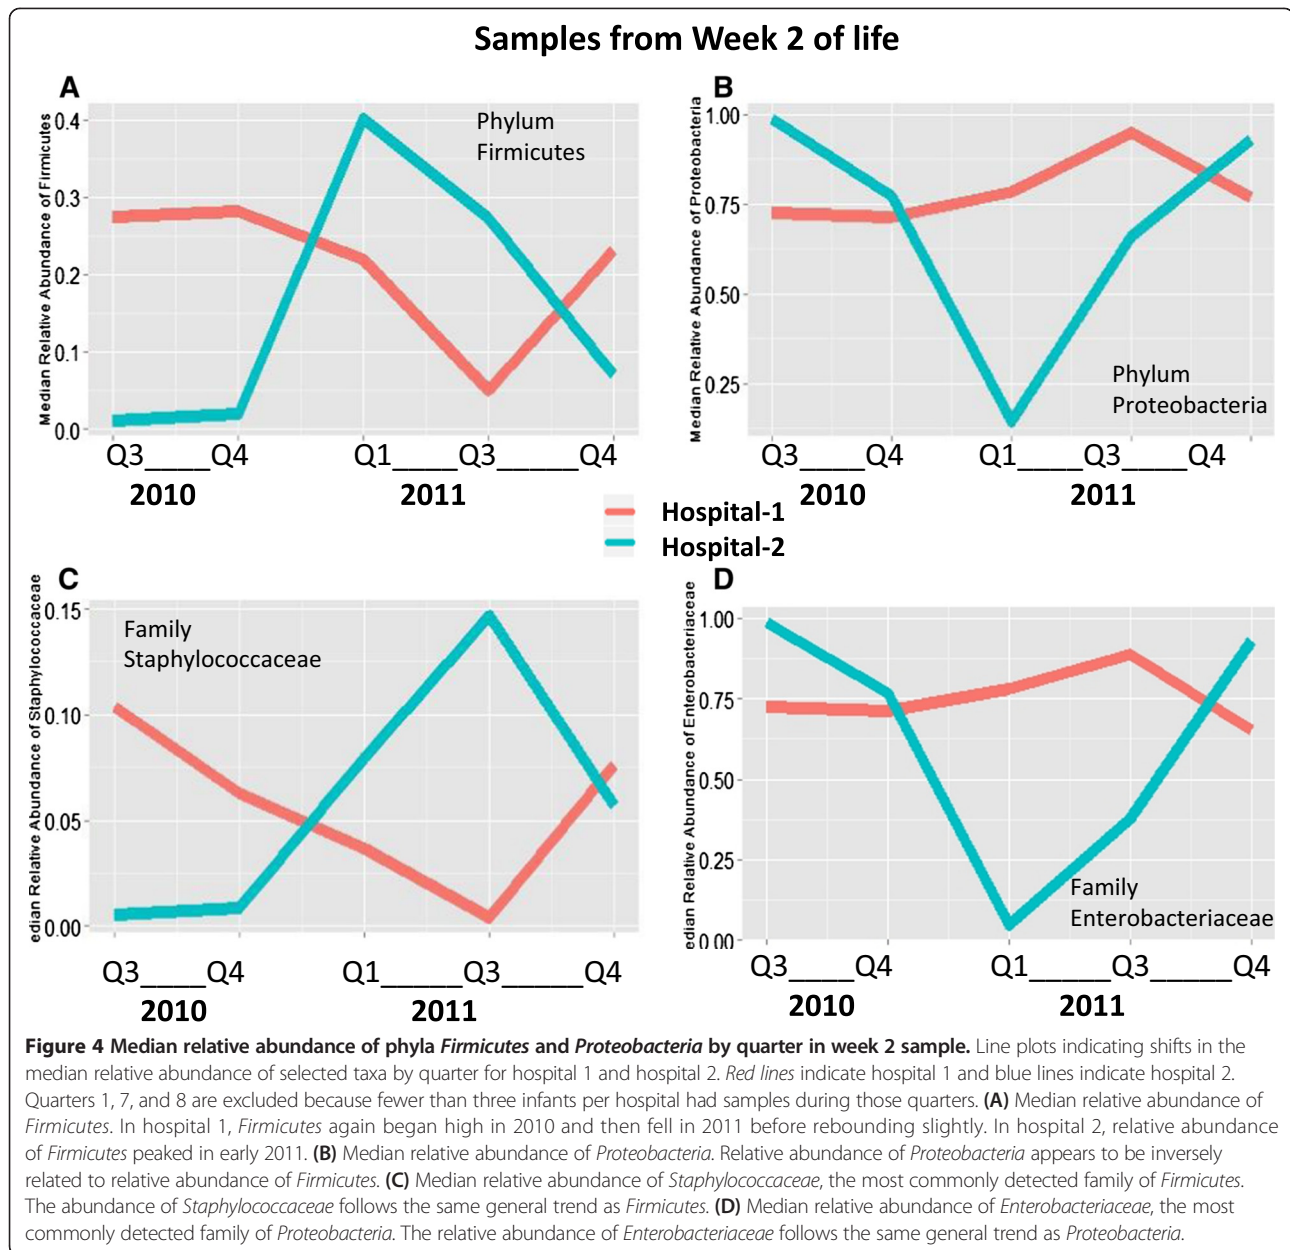 Samples from Week 2 of life
A
Median Relative Abundance of Firmicutes
0.4
0.3
0.2
0.1
0.0
Phylum
Firmicutes
Q3____Q4 Q1____Q3_____Q4
2010 2011
B
Median Relative Abundance of Proteobacteria
1.00
0.75
0.50
0.25
Phylum
Proteobacteria
Q3____Q4 Q1____Q3____Q4
2010 2011
Hospital-1
Hospital-2
C
edian Relative Abundance of Staphylococcaceae
0.15
0.10
0.05
0.00
Family
Staphylococcaceae
Q3____Q4 Q1_____Q3_____Q4
2010 2011
D
edian Relative Abundance of Enterobacteriaceae
1.00
0.75
0.50
0.25
0.00
Family
Enterobacteriaceae
Q3____Q4 Q1_____Q3_____Q4
2010 2011
Figure 4 Median relative abundance of phyla Firmicutes and Proteobacteria by quarter in week 2 sample. Line plots indicating shifts in the
median relative abundance of selected taxa by quarter for hospital 1 and hospital 2. Red lines indicate hospital 1 and blue lines indicate hospital 2.
Quarters 1, 7, and 8 are excluded because fewer than three infants per hospital had samples during those quarters. (A) Median relative abundance of
Firmicutes. In hospital 1, Firmicutes again began high in 2010 and then fell in 2011 before rebounding slightly. In hospital 2, relative abundance
of Firmicutes peaked in early 2011. (B) Median relative abundance of Proteobacteria. Relative abundance of Proteobacteria appears to be inversely
related to relative abundance of Firmicutes. (C) Median relative abundance of Staphylococcaceae, the most commonly detected family of Firmicutes.
The abundance of Staphylococcaceae follows the same general trend as Firmicutes. (D) Median relative abundance of Enterobacteriaceae, the most
commonly detected family of Proteobacteria. The relative abundance of Enterobacteriaceae follows the same general trend as Proteobacteria.